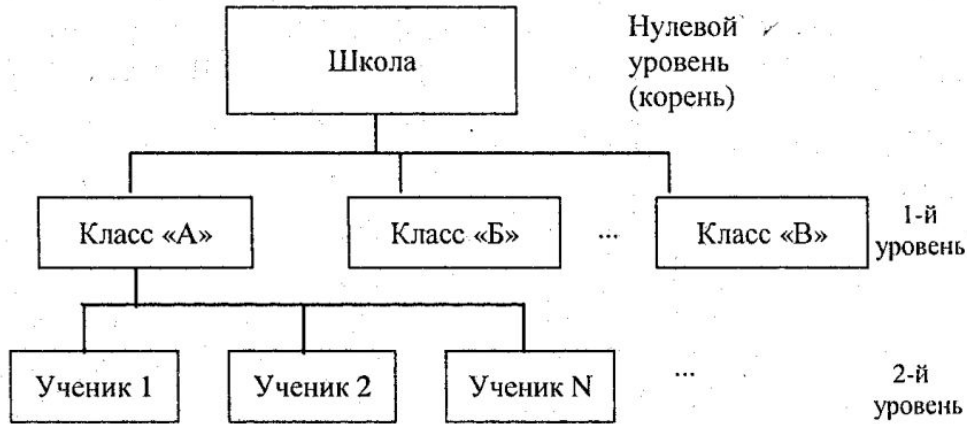 Школа
Нулевой
уровень
(корень)
Класс «А»
Класс «Б»
...
Класс «В»
1-й
уровень
Ученик 1
Ученик 2
Ученик N
...
2-й
уровень